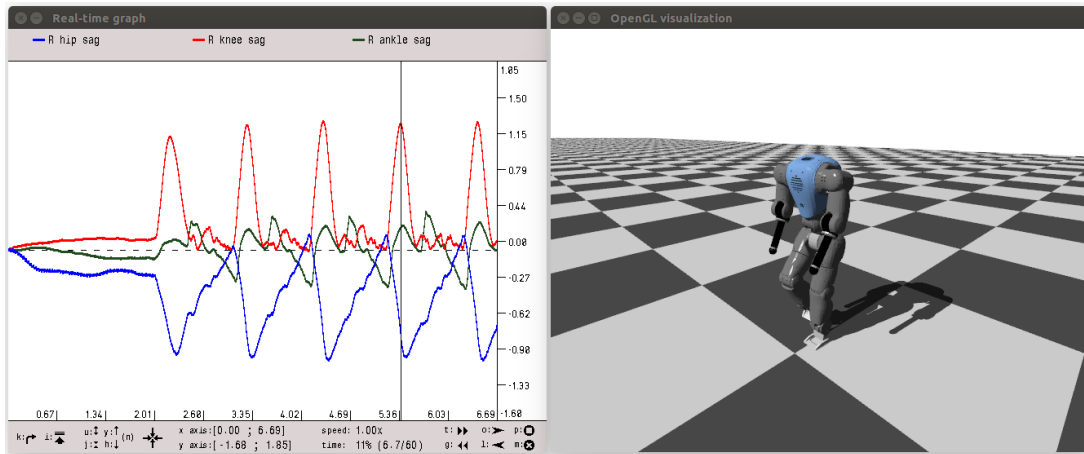 Real-time graph
R hip sag R knee sag R ankle sag
1.85
1.50
1.15
0.79
0.44
0.08
-0.27
-0.62
-0.90
-1.33
-1.68
0.67 1.34 2.01 2.68 3.35 4.02 4.69 5.36 6.03 6.69
k: i: u: y: (n) x axis:[0.00 ; 6.69] speed: 1.00x t: o: p:
j: h: y axis:[-1.68 ; 1.85] time: 11% (6.7/60) g: l: m:
OpenGL visualization